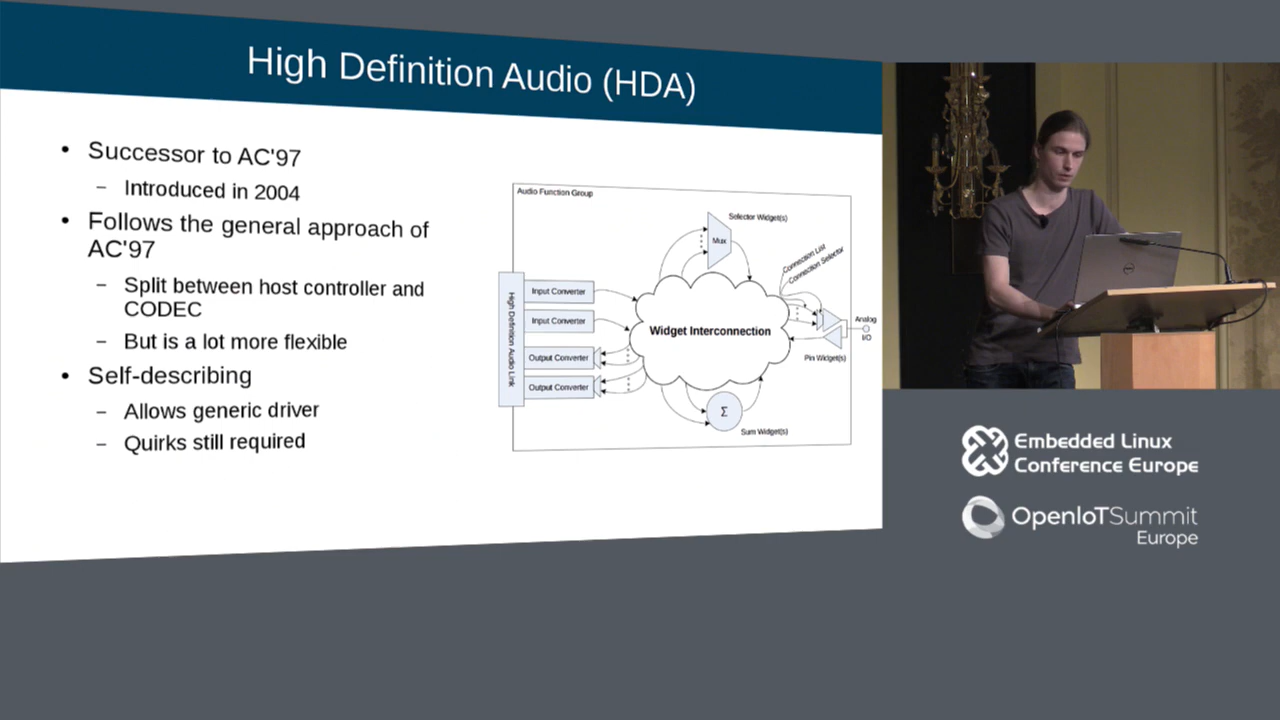 High Definition Audio (HDA)
• Successor to AC'97
– Introduced in 2004
• Follows the general approach of
AC'97
– Split between host controller and
CODEC
– But is a lot more flexible
• Self-describing
– Allows generic driver
– Quirks still required
Audio Function Group
Selector Widget(s)
Mux
Connection List
Connection Selector
High Definition Audio Link
Input Converter
Input Converter
Output Converter
Output Converter
Widget Interconnection
Analog
I/O
Pin Widget(s)
Σ
Sum Widget(s)
DELL
Embedded Linux
Conference Europe
OpenIoTSummit
Europe